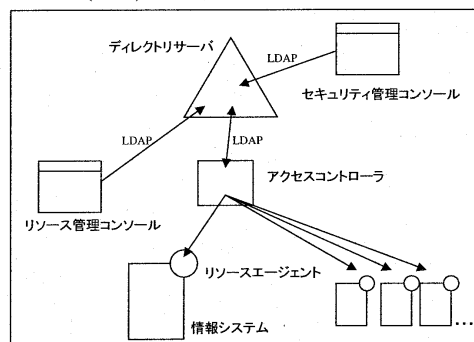 ディレクトリサーバ
LDAP
セキュリティ管理コンソール
LDAP
LDAP
アクセスコントローラ
リソース管理コンソール
リソースエージェント
情報システム
...